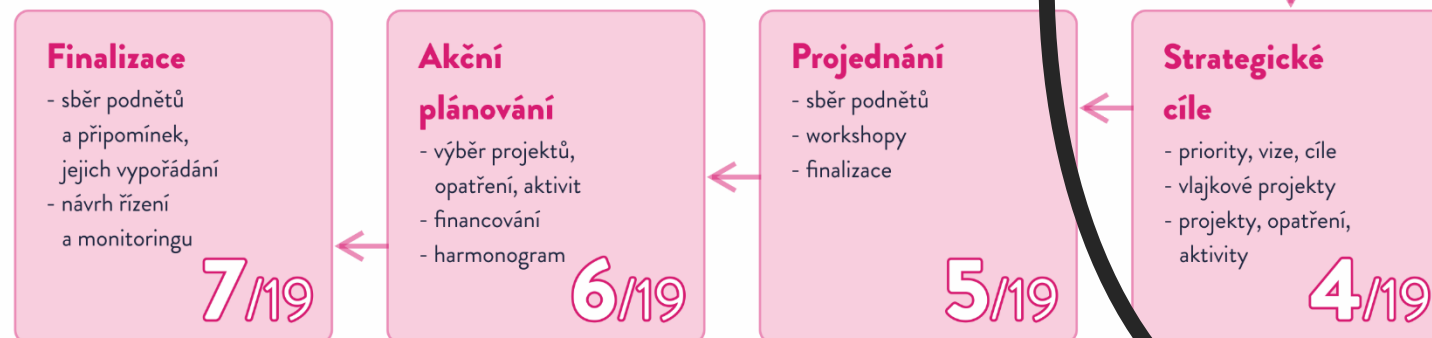 Finalizace
- sběr podnětů
a připomínek,
jejich vypořádání
- návrh řízení
a monitoringu
7/19
Akční
plánování
- výběr projektů,
opatření, aktivit
- financování
- harmonogram
6/19
Projednání
- sběr podnětů
- workshopy
- finalizace
5/19
Strategické
cíle
- priority, vize, cíle
- vlajkové projekty
- projekty, opatření,
aktivity
4/19